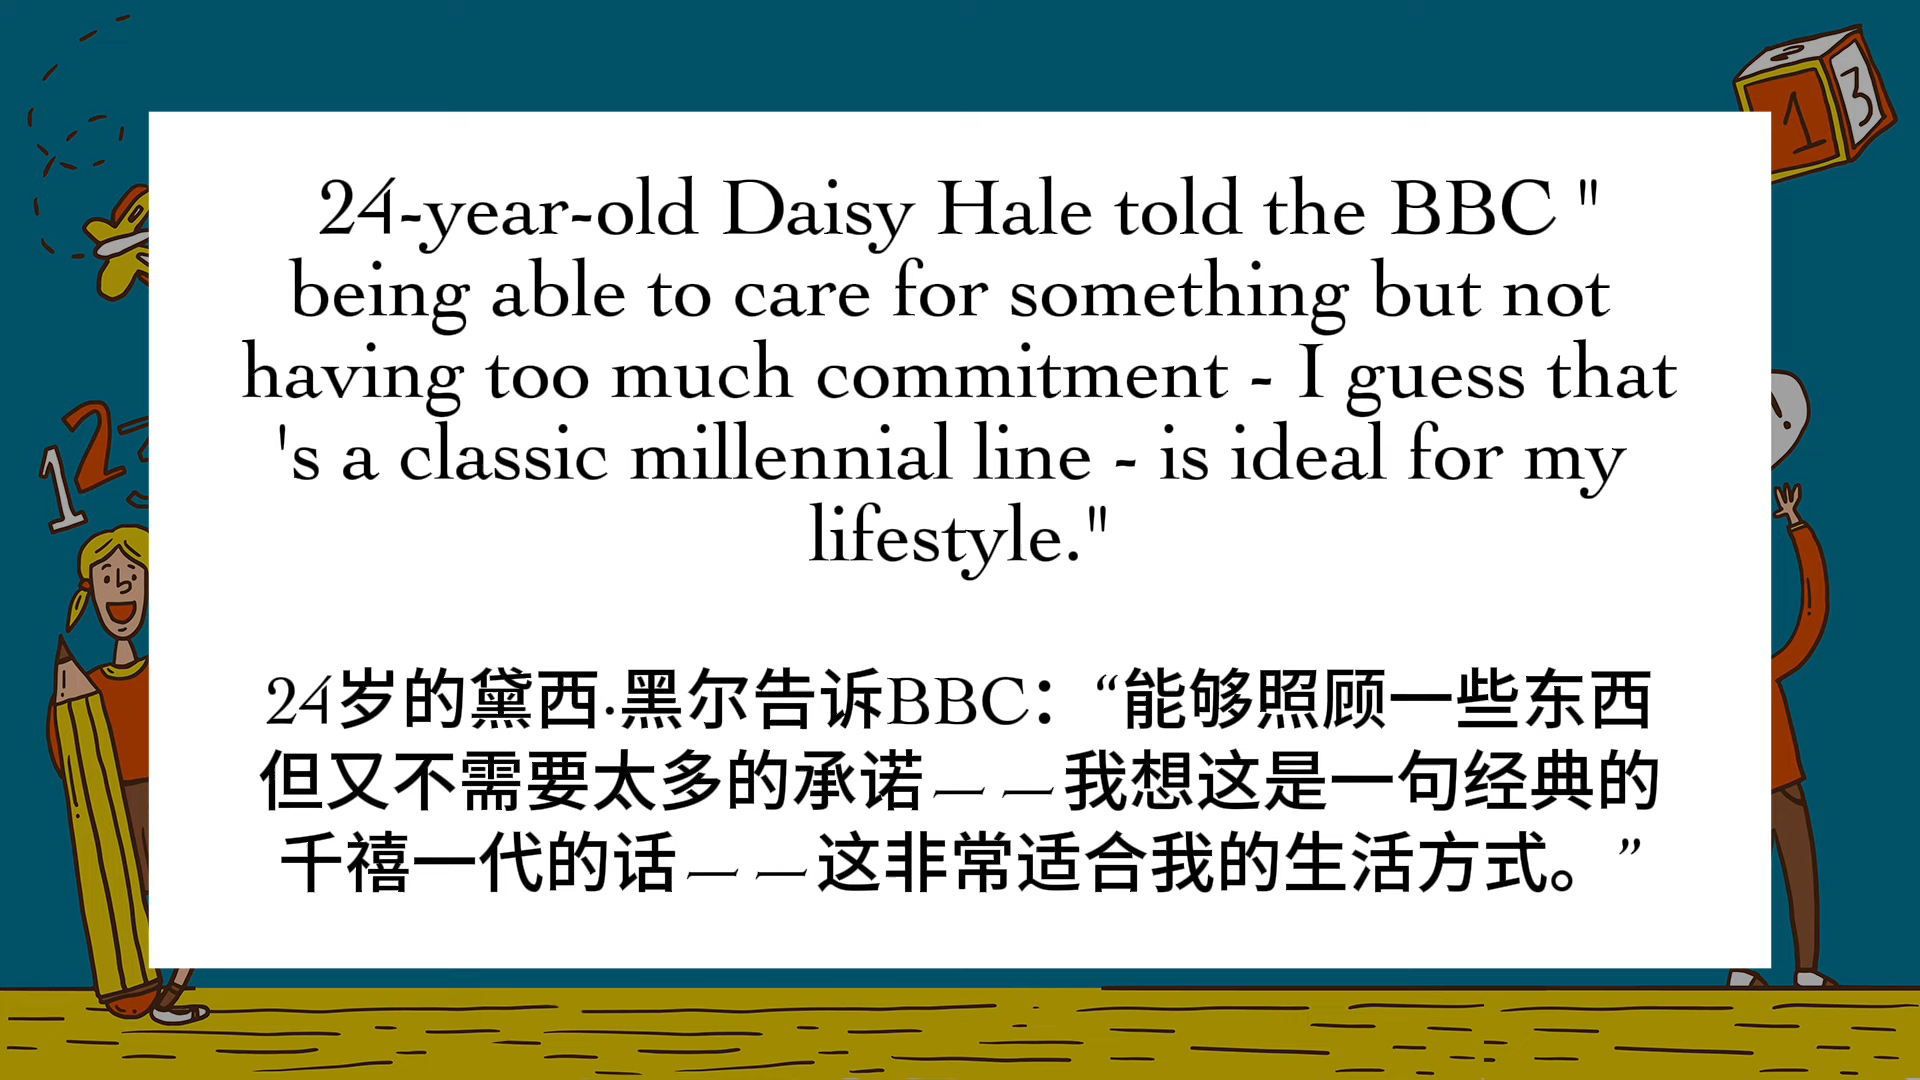 24-year-old Daisy Hale told the BBC "
being able to care for something but not
having too much commitment - I guess that
's a classic millennial line - is ideal for my
lifestyle."
24岁的黛西·黑尔告诉BBC：“能够照顾一些东西
但又不需要太多的承诺——我想这是一句经典的
千禧一代的话——这非常适合我的生活方式。”
1 3
12